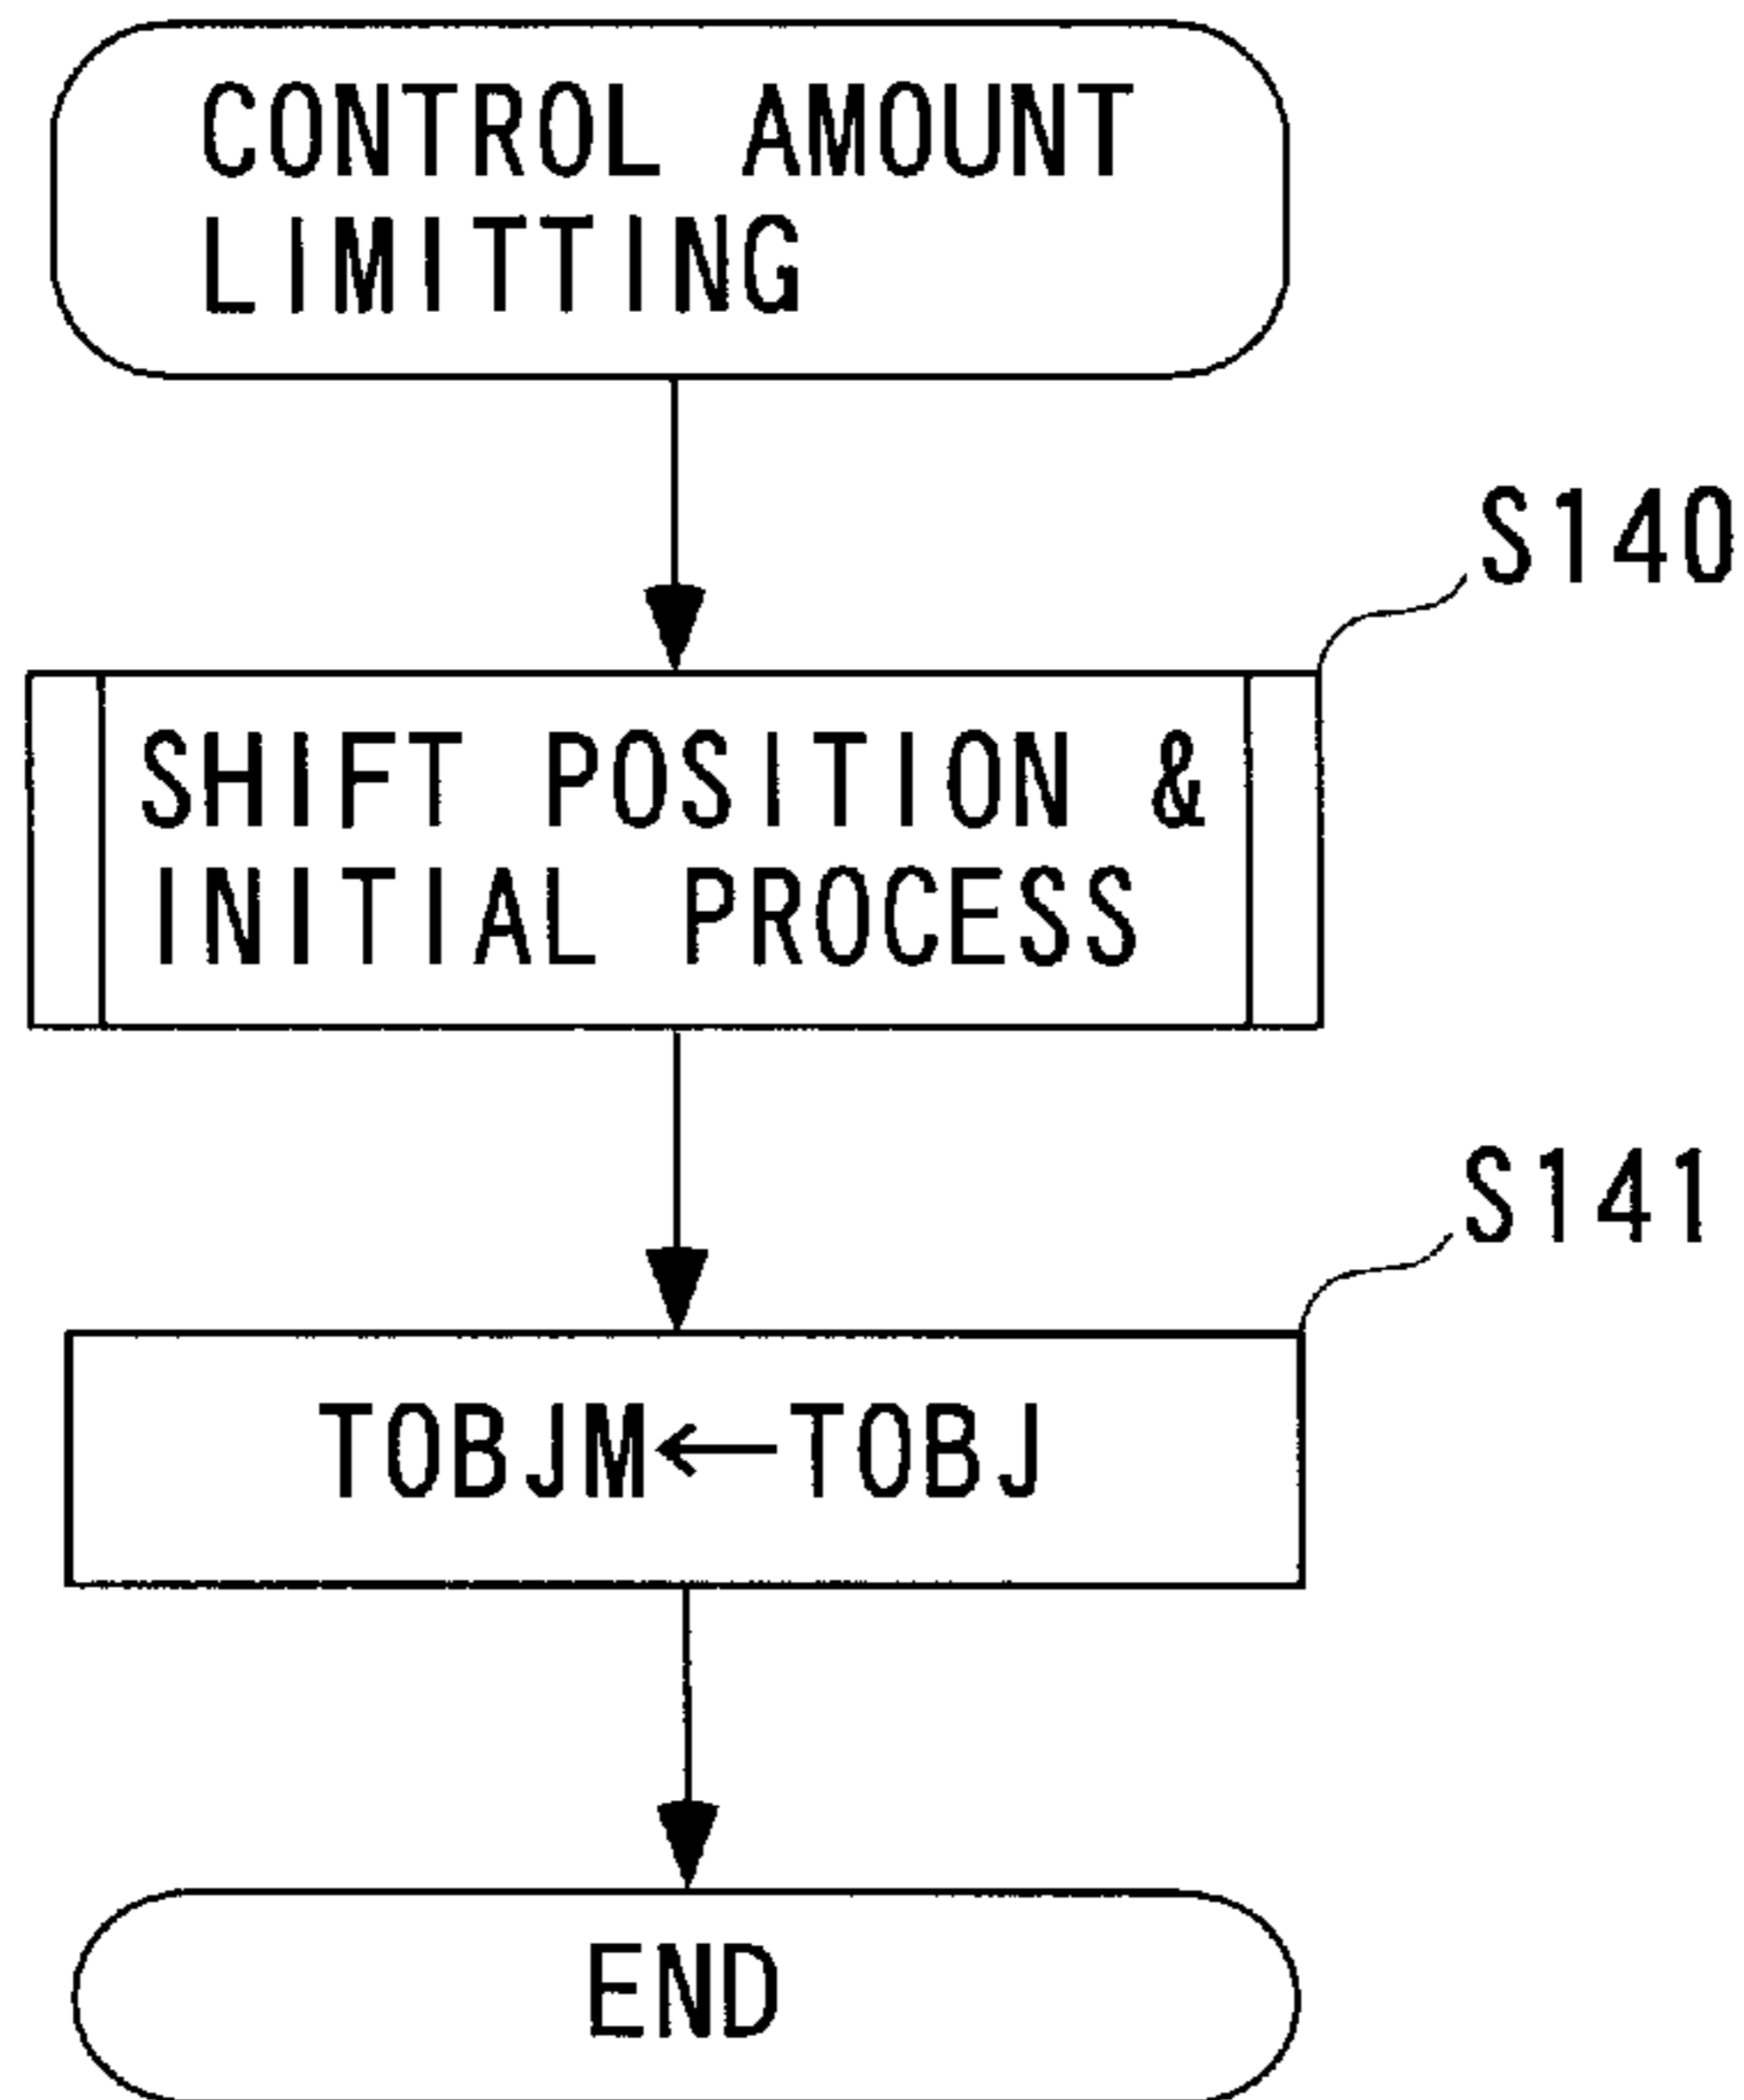 CONTROL AMOUNT
LIMITTING
S140
SHIFT POSITION &
INITIAL PROCESS
S141
TOBJM←TOBJ
END